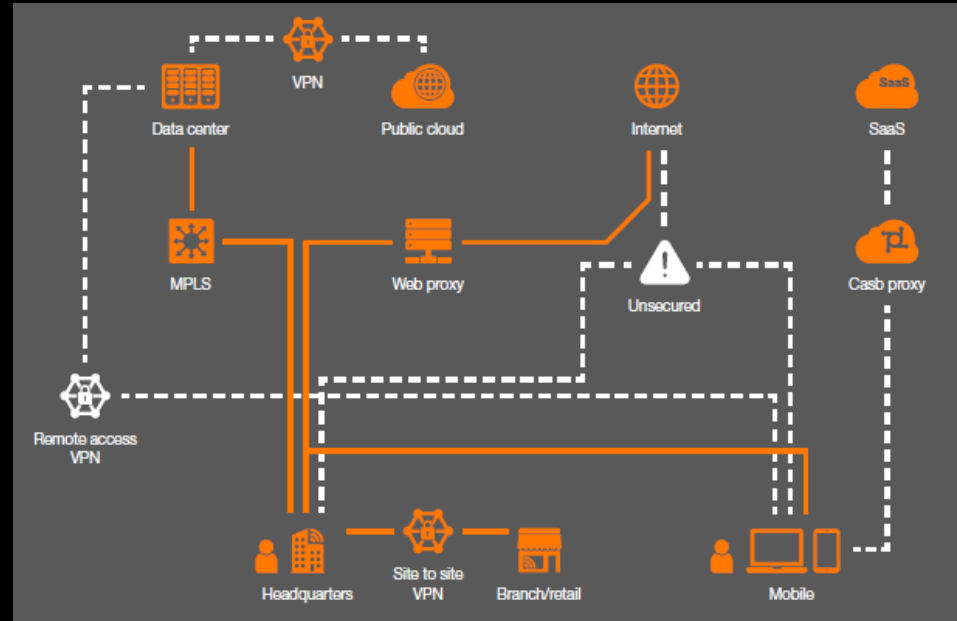 VPN
Data center
Public cloud
Internet
SaaS
SaaS
MPLS
Web proxy
Unsecured
Casb proxy
Remote access
VPN
Headquarters
Site to site
VPN
Branch/retail
Mobile